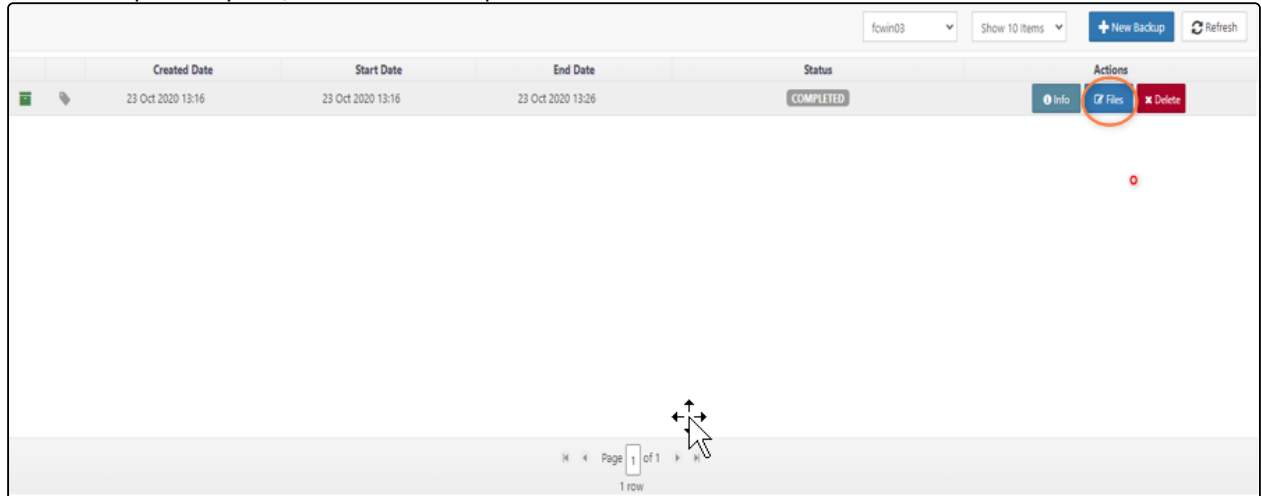 fcwin03 Show 10 Items New Backup Refresh
Created Date Start Date End Date Status Actions
23 Oct 2020 13:16 23 Oct 2020 13:16 23 Oct 2020 13:26 COMPLETED Info Files Delete
Page 1 of 1
1 row